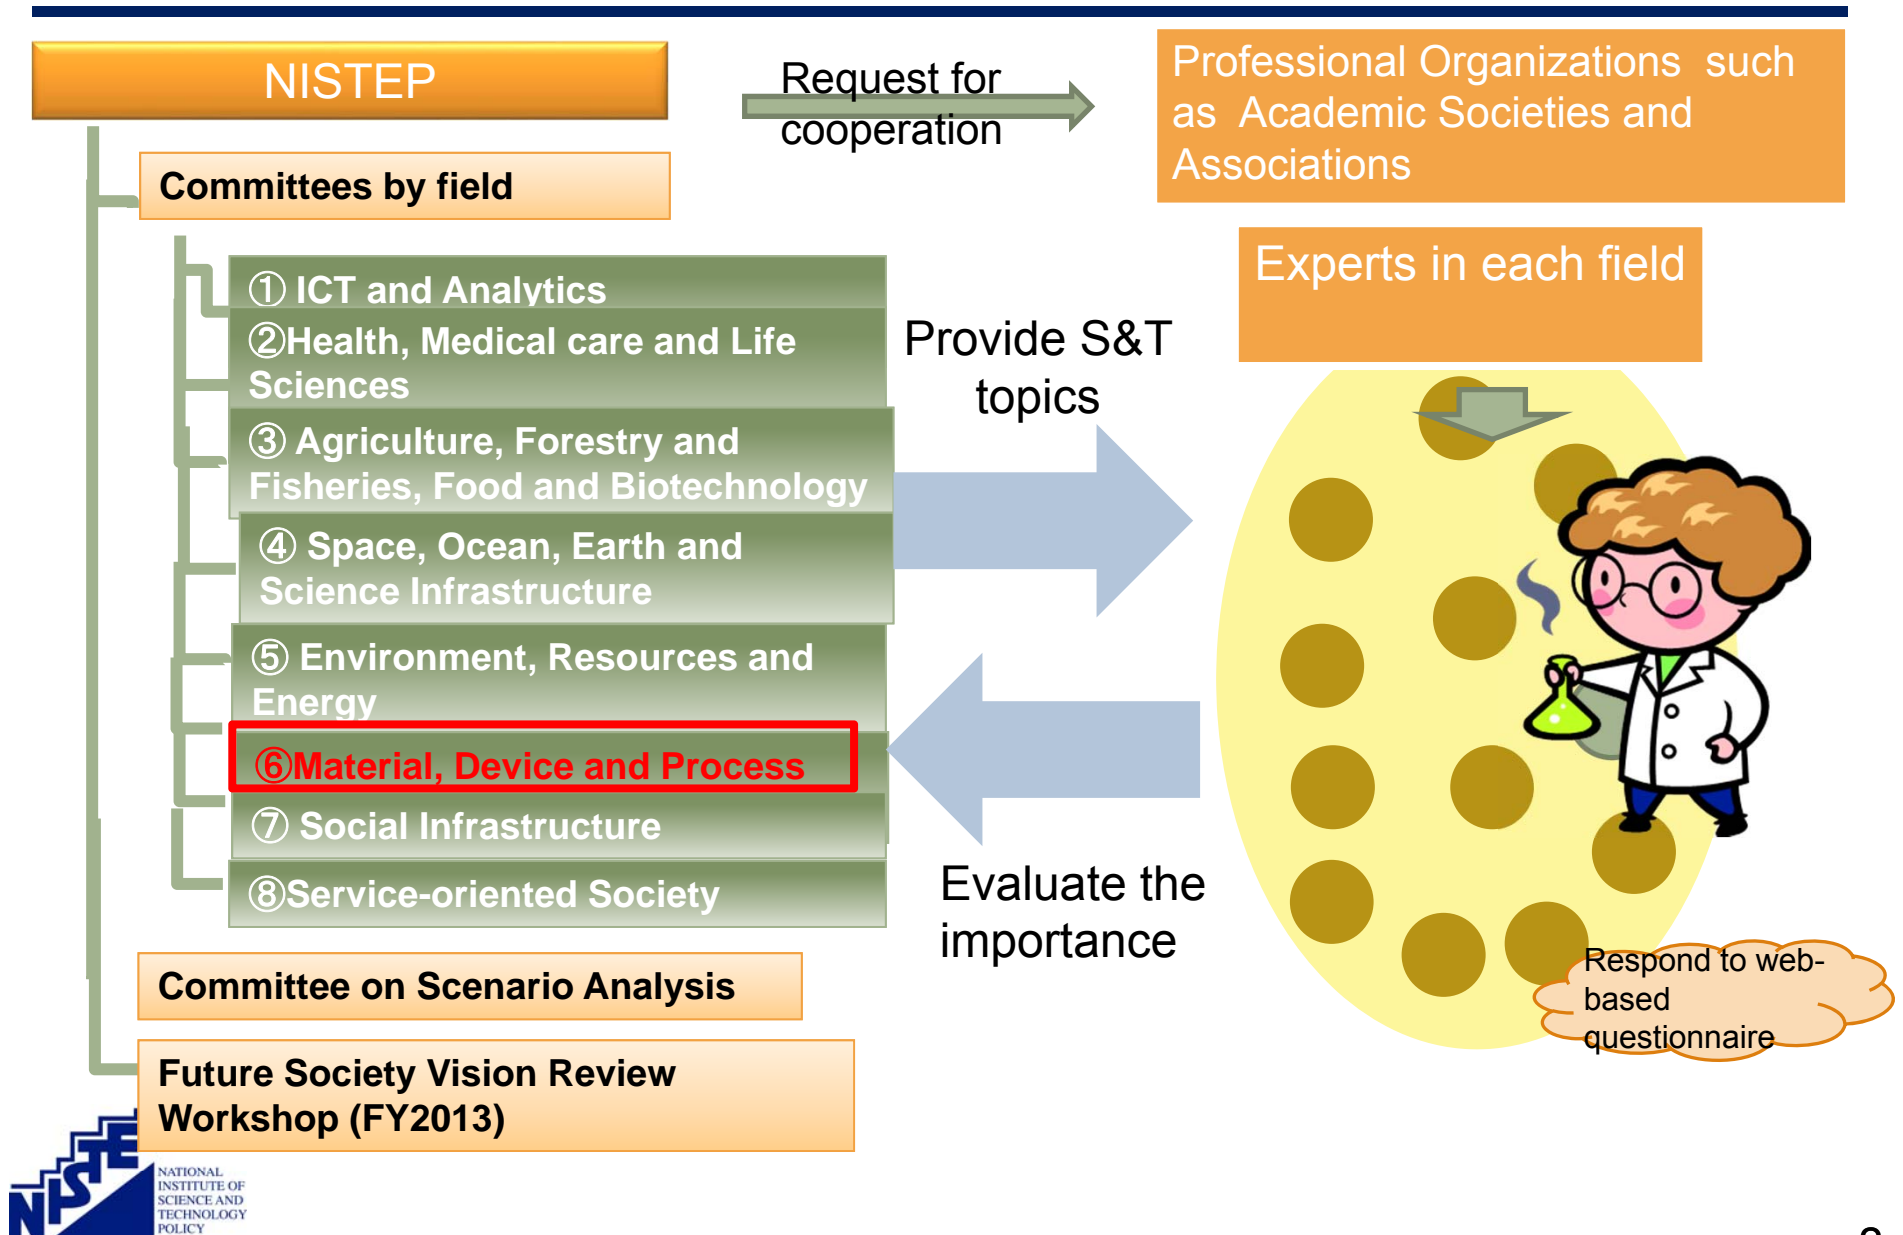 NISTEP
Request for
cooperation
Professional Organizations such
as Academic Societies and
Associations
Committees by field
① ICT and Analytics
②Health, Medical care and Life
Sciences
③ Agriculture, Forestry and
Fisheries, Food and Biotechnology
④ Space, Ocean, Earth and
Science Infrastructure
⑤ Environment, Resources and
Energy
⑥Material, Device and Process
⑦ Social Infrastructure
⑧Service-oriented Society
Provide S&T
topics
Experts in each field
Evaluate the
importance
Respond to web-
based
questionnaire
Committee on Scenario Analysis
Future Society Vision Review
Workshop (FY2013)
NISTEP
NATIONAL
INSTITUTE OF
SCIENCE AND
TECHNOLOGY
POLICY